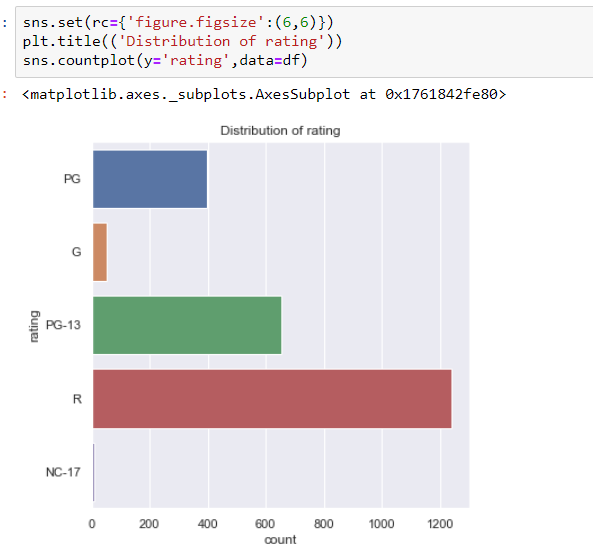 : sns.set(rc={'figure.figsize':(6,6)})
plt.title(('Distribution of rating'))
sns.countplot(y='rating',data=df)
: <matplotlib.axes._subplots.AxesSubplot at 0x1761842fe80>
Distribution of rating
PG
G
PG-13
R
NC-17
rating
0 200 400 600 800 1000 1200
count